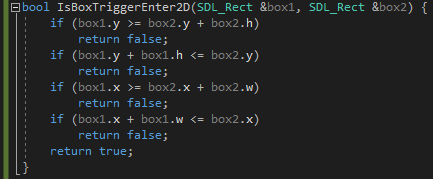 bool IsBoxTriggerEnter2D(SDL_Rect &box1, SDL_Rect &box2) {
    if (box1.y >= box2.y + box2.h)
        return false;
    if (box1.y + box1.h <= box2.y)
        return false;
    if (box1.x >= box2.x + box2.w)
        return false;
    if (box1.x + box1.w <= box2.x)
        return false;
    return true;
}